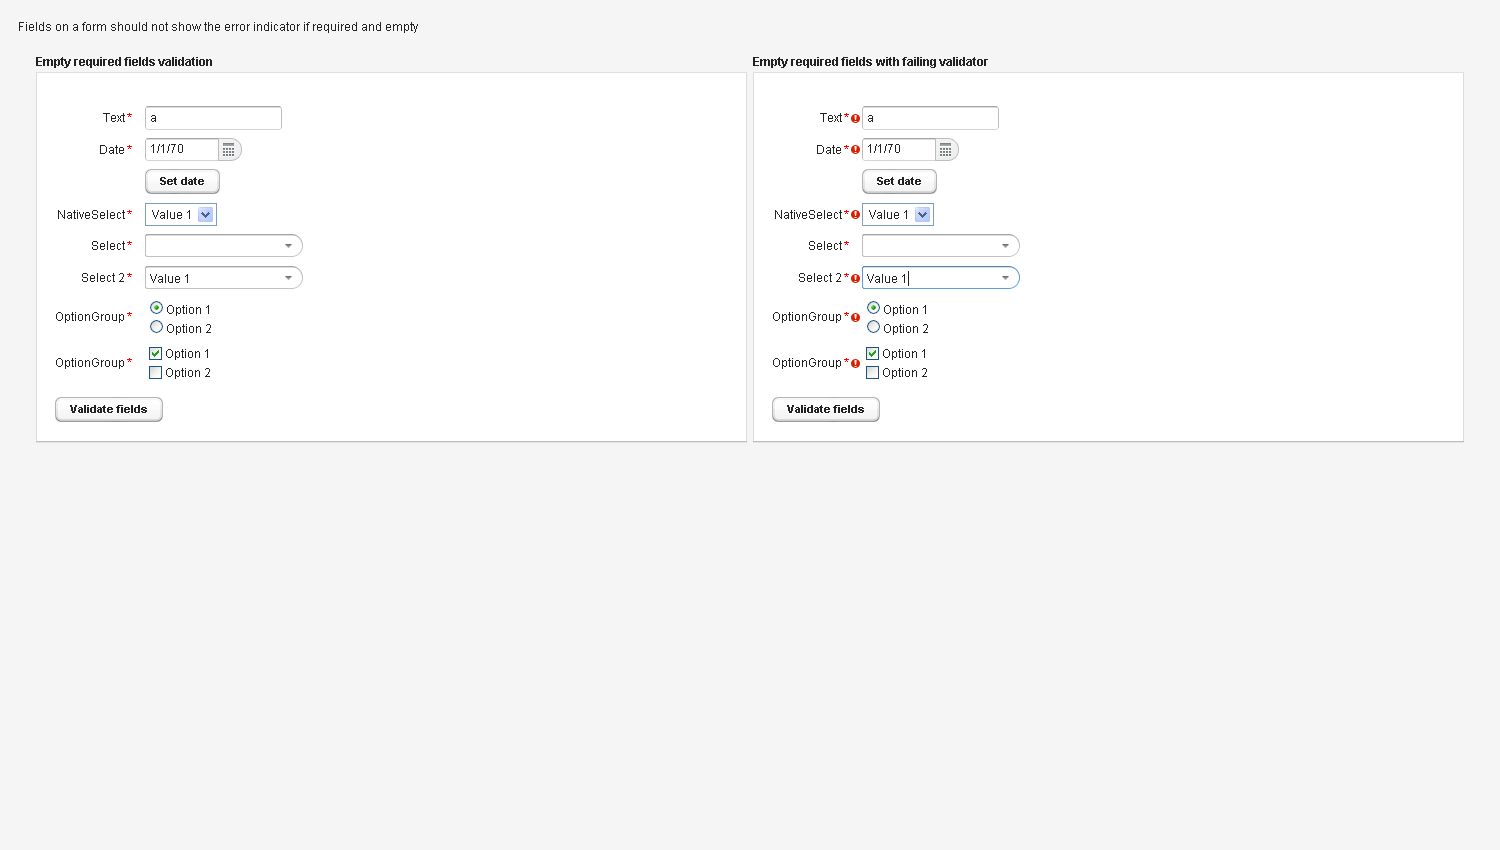 Fields on a form should not show the error indicator if required and empty
Empty required fields validation
Text* a
Date* 1/1/70
Set date
NativeSelect* Value 1
Select*
Select 2* Value 1
OptionGroup* Option 1
Option 2
OptionGroup* Option 1
Option 2
Validate fields
Empty required fields with failing validator
Text* a
Date* 1/1/70
Set date
NativeSelect* Value 1
Select*
Select 2* Value 1
OptionGroup* Option 1
Option 2
OptionGroup* Option 1
Option 2
Validate fields